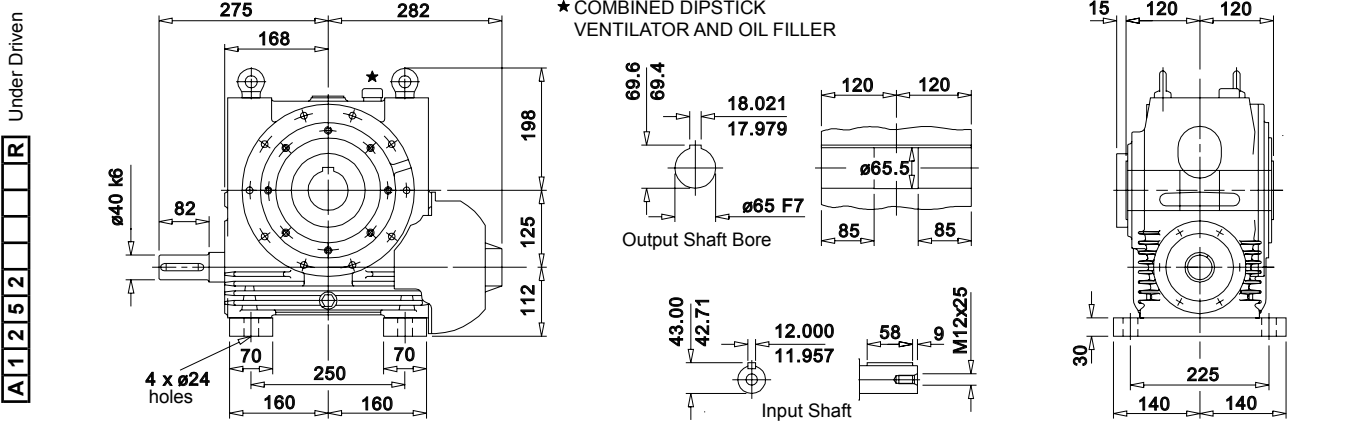 Under Driven
A 1 2 5 2 R
275
282
168
★ COMBINED DIPSTICK
VENTILATOR AND OIL FILLER
★
198
125
112
ø40 k6
82
4 x ø24
holes
70
70
250
160
160
69.6
69.4
18.021
17.979
ø65 F7
Output Shaft Bore
120
120
ø65.5
85
85
43.00
42.71
12.000
11.957
58
9
M12x25
Input Shaft
15
120
120
30
225
140
140